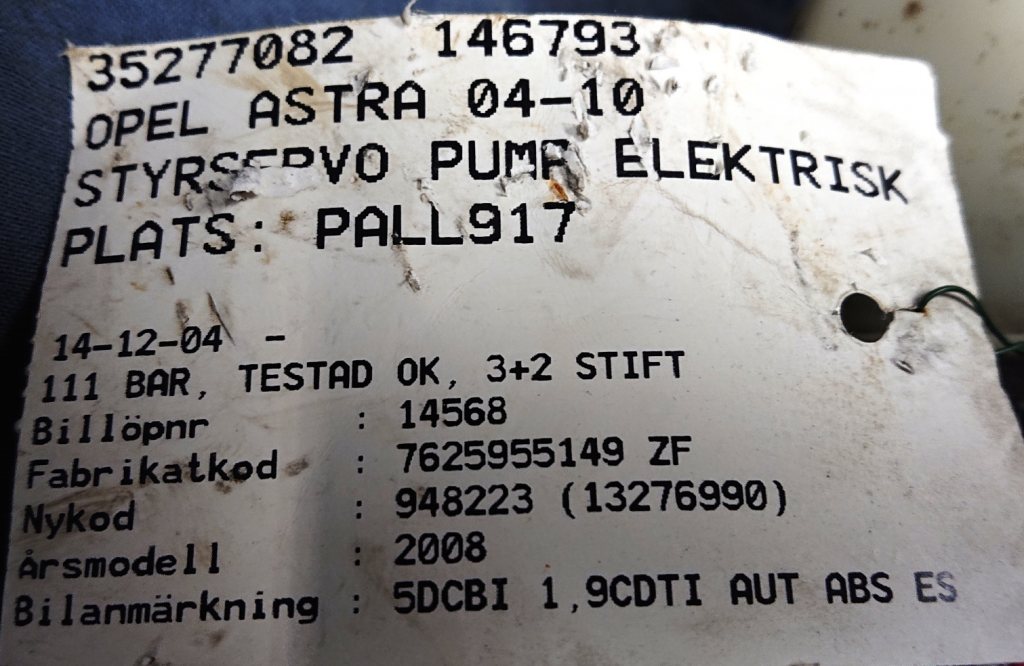 35277082 146793
OPEL ASTRA 04-10
STYRSERVO PUMP ELEKTRISK
PLATS: PALL917
14-12-04 -
111 BAR, TESTAD OK, 3+2 STIFT
Billöpnr : 14568
Fabrikatkod : 7625955149 ZF
Nykod : 948223 (13276990)
Årsmodell : 2008
Bilanmärkning : 5DCBI 1,9CDTI AUT ABS ES